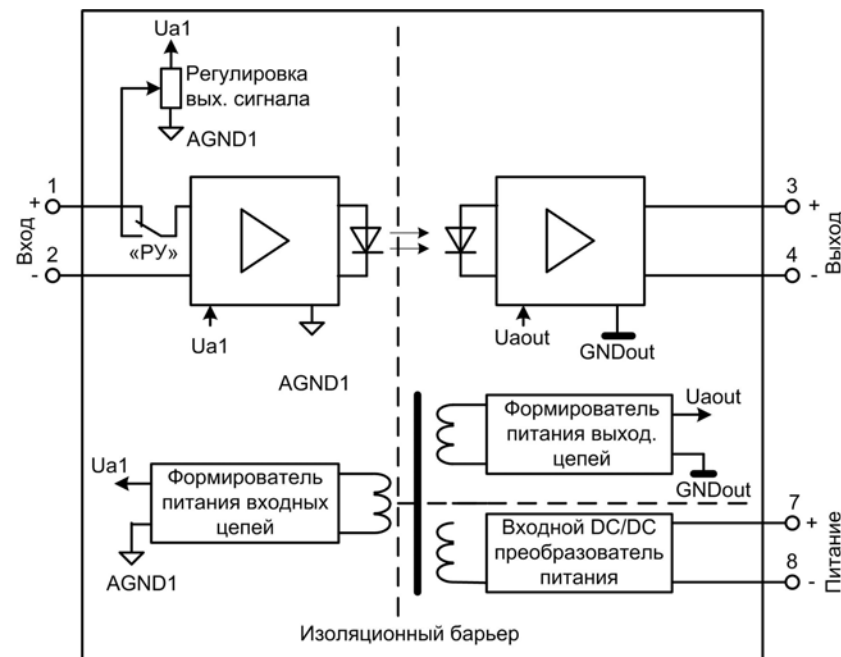 Ua1
Регулировка
вых. сигнала
AGND1
1
+
Вход
«РУ»
2
-
Ua1
AGND1
3
+
Выход
4
-
Uaout
GNDout
Формирователь
питания выход.
цепей
Uaout
GNDout
Ua1
Формирователь
питания входных
цепей
AGND1
Входной DC/DC
преобразователь
питания
7
+
Питание
8
-
Изоляционный барьер